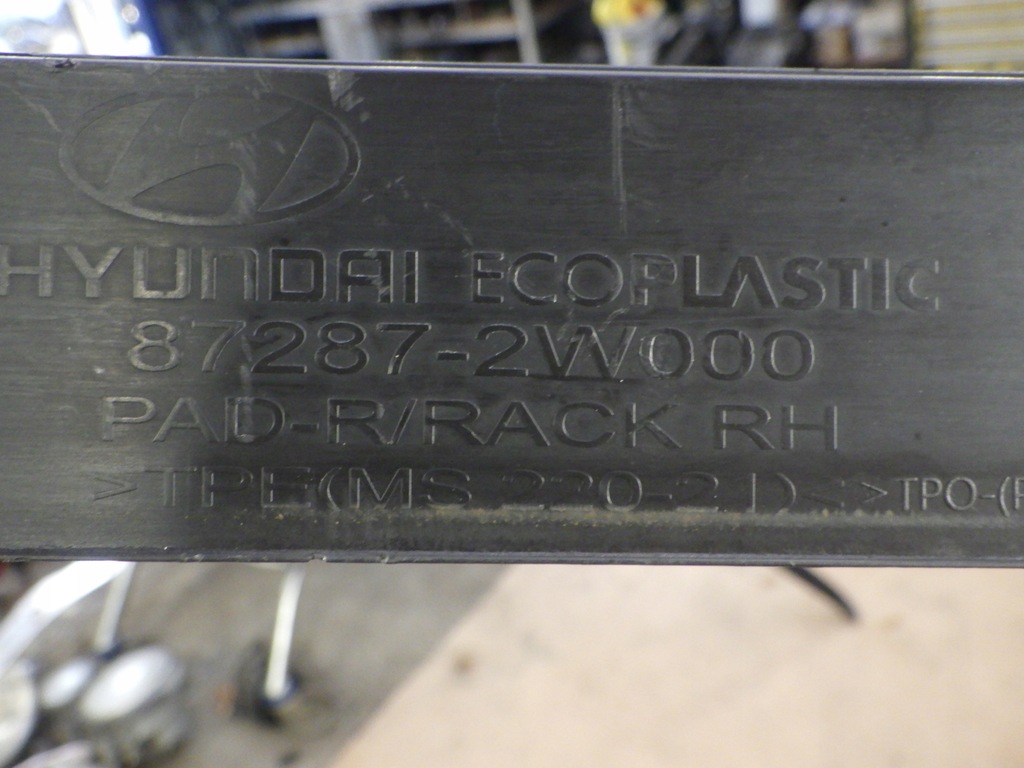 HYUNDAI ECOPLASTIC
87287-2W000
PAD-R/RACK RH
>TPE(MS 220-2 1)< >TPO-(